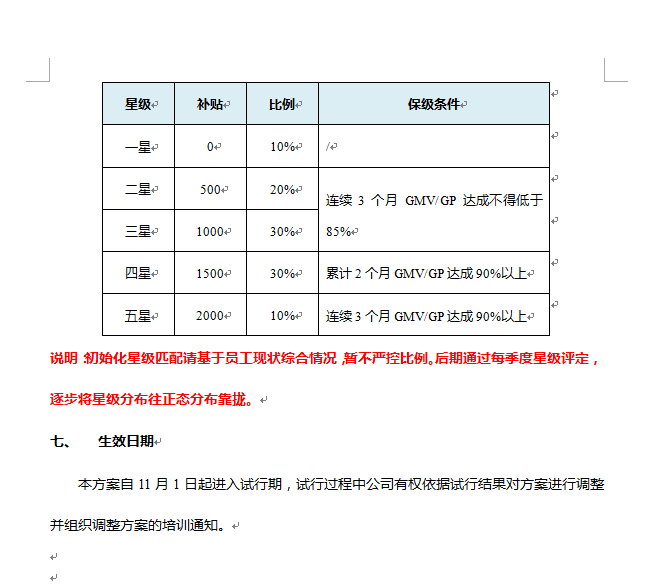 星级 补贴 比例 保级条件
一星 0 10% /
二星 500 20% 连续 3 个月 GMV/GP 达成不得低于
三星 1000 30% 85%
四星 1500 30% 累计 2 个月 GMV/GP 达成 90%以上
五星 2000 10% 连续 3 个月 GMV/GP 达成 90%以上
说明：初始化星级匹配请基于员工现状综合情况，暂不严控比例。后期通过每季度星级评定，
逐步将星级分布往正态分布靠拢。
七、 生效日期
本方案自 11 月 1 日起进入试行期，试行过程中公司有权依据试行结果对方案进行调整
并组织调整方案的培训通知。